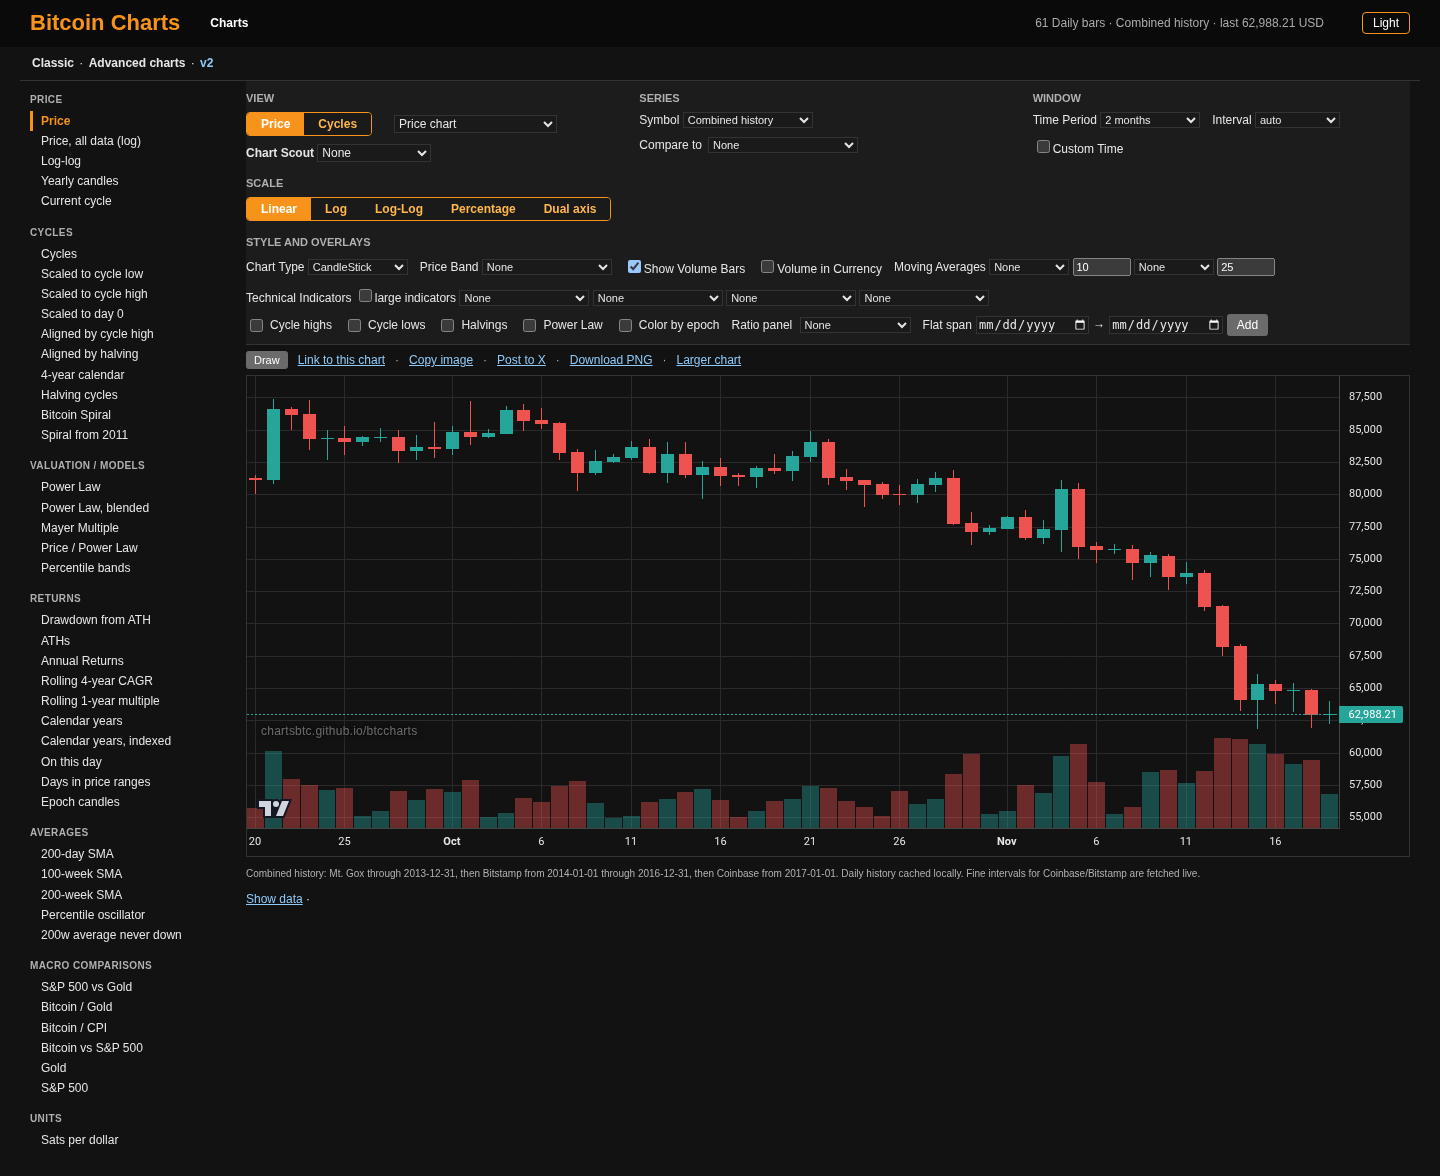 Bitcoin Charts
Charts
61 Daily bars · Combined history · last 62,988.21 USD
Light
Classic · Advanced charts · v2
PRICE
Price
Price, all data (log)
Log-log
Yearly candles
Current cycle
CYCLES
Cycles
Scaled to cycle low
Scaled to cycle high
Scaled to day 0
Aligned by cycle high
Aligned by halving
4-year calendar
Halving cycles
Bitcoin Spiral
Spiral from 2011
VALUATION / MODELS
Power Law
Power Law, blended
Mayer Multiple
Price / Power Law
Percentile bands
RETURNS
Drawdown from ATH
ATHs
Annual Returns
Rolling 4-year CAGR
Rolling 1-year multiple
Calendar years
Calendar years, indexed
On this day
Days in price ranges
Epoch candles
AVERAGES
200-day SMA
100-week SMA
200-week SMA
Percentile oscillator
200w average never down
MACRO COMPARISONS
S&P 500 vs Gold
Bitcoin / Gold
Bitcoin / CPI
Bitcoin vs S&P 500
Gold
S&P 500
UNITS
Sats per dollar
VIEW
Price Cycles Price chart
Chart Scout None
SERIES
Symbol Combined history
Compare to None
WINDOW
Time Period 2 months Interval auto
Custom Time
SCALE
Linear Log Log-Log Percentage Dual axis
STYLE AND OVERLAYS
Chart Type CandleStick Price Band None Show Volume Bars Volume in Currency Moving Averages None 10 None 25
Technical Indicators large indicators None None None None
Cycle highs Cycle lows Halvings Power Law Color by epoch Ratio panel None Flat span mm/dd/yyyy → mm/dd/yyyy Add
Draw Link to this chart · Copy image · Post to X · Download PNG · Larger chart
87,500
85,000
82,500
80,000
77,500
75,000
72,500
70,000
67,500
65,000
62,988.21
60,000
57,500
55,000
chartsbtc.github.io/btccharts
20 25 Oct 6 11 16 21 26 Nov 6 11 16
Combined history: Mt. Gox through 2013-12-31, then Bitstamp from 2014-01-01 through 2016-12-31, then Coinbase from 2017-01-01. Daily history cached locally. Fine intervals for Coinbase/Bitstamp are fetched live.
Show data ·